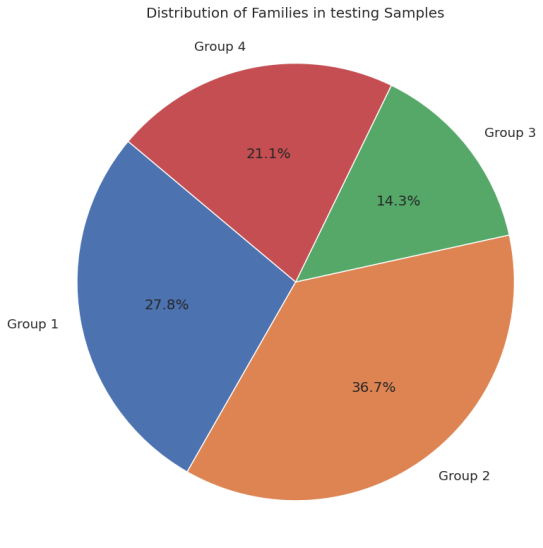 Distribution of Families in testing Samples
Group 4
Group 3
21.1%
14.3%
27.8%
Group 1
36.7%
Group 2